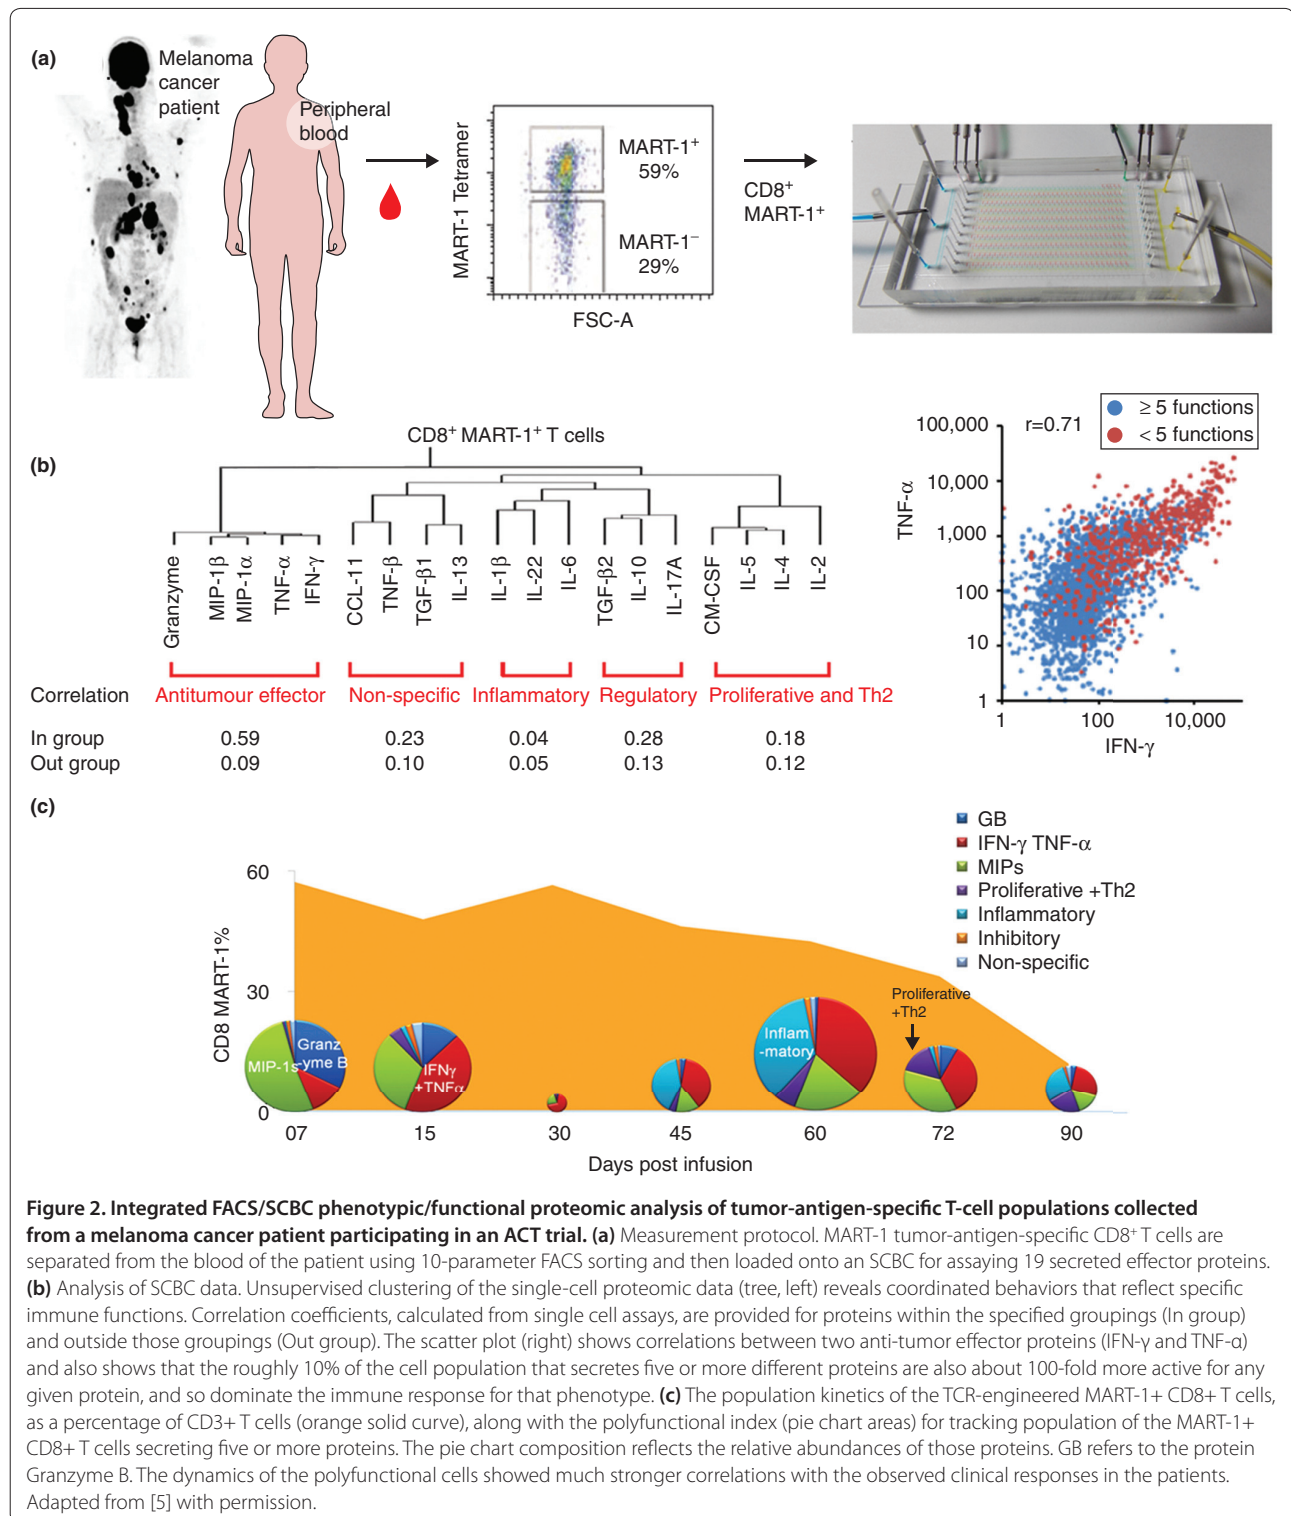 (a)
Melanoma
cancer
patient
Peripheral
blood
MART-1 Tetramer
MART-1⁺
59%
MART-1⁻
29%
FSC-A
CD8⁺
MART-1⁺
(b)
CD8⁺ MART-1⁺ T cells
Granzyme
MIP-1β
MIP-1α
TNF-α
IFN-γ
CCL-11
TNF-β
TGF-β1
IL-13
IL-1β
IL-22
IL-6
TGF-β2
IL-10
IL-17A
CM-CSF
IL-5
IL-4
IL-2
Correlation Antitumour effector Non-specific Inflammatory Regulatory Proliferative and Th2
In group 0.59 0.23 0.04 0.28 0.18
Out group 0.09 0.10 0.05 0.13 0.12
≥ 5 functions
< 5 functions
r=0.71
TNF-α
100,000
10,000
1,000
100
10
1
1 100 10,000
IFN-γ
(c)
GB
IFN-γ TNF-α
MIPs
Proliferative +Th2
Inflammatory
Inhibitory
Non-specific
CD8 MART-1%
60
30
0
MIP-1s
Granz
-yme B
IFNγ
+TNFα
Inflam
-matory
Proliferative
+Th2
07 15 30 45 60 72 90
Days post infusion
Figure 2. Integrated FACS/SCBC phenotypic/functional proteomic analysis of tumor-antigen-specific T-cell populations collected
from a melanoma cancer patient participating in an ACT trial. (a) Measurement protocol. MART-1 tumor-antigen-specific CD8⁺ T cells are
separated from the blood of the patient using 10-parameter FACS sorting and then loaded onto an SCBC for assaying 19 secreted effector proteins.
(b) Analysis of SCBC data. Unsupervised clustering of the single-cell proteomic data (tree, left) reveals coordinated behaviors that reflect specific
immune functions. Correlation coefficients, calculated from single cell assays, are provided for proteins within the specified groupings (In group)
and outside those groupings (Out group). The scatter plot (right) shows correlations between two anti-tumor effector proteins (IFN-γ and TNF-α)
and also shows that the roughly 10% of the cell population that secretes five or more different proteins are also about 100-fold more active for any
given protein, and so dominate the immune response for that phenotype. (c) The population kinetics of the TCR-engineered MART-1+ CD8+ T cells,
as a percentage of CD3+ T cells (orange solid curve), along with the polyfunctional index (pie chart areas) for tracking population of the MART-1+
CD8+ T cells secreting five or more proteins. The pie chart composition reflects the relative abundances of those proteins. GB refers to the protein
Granzyme B. The dynamics of the polyfunctional cells showed much stronger correlations with the observed clinical responses in the patients.
Adapted from [5] with permission.